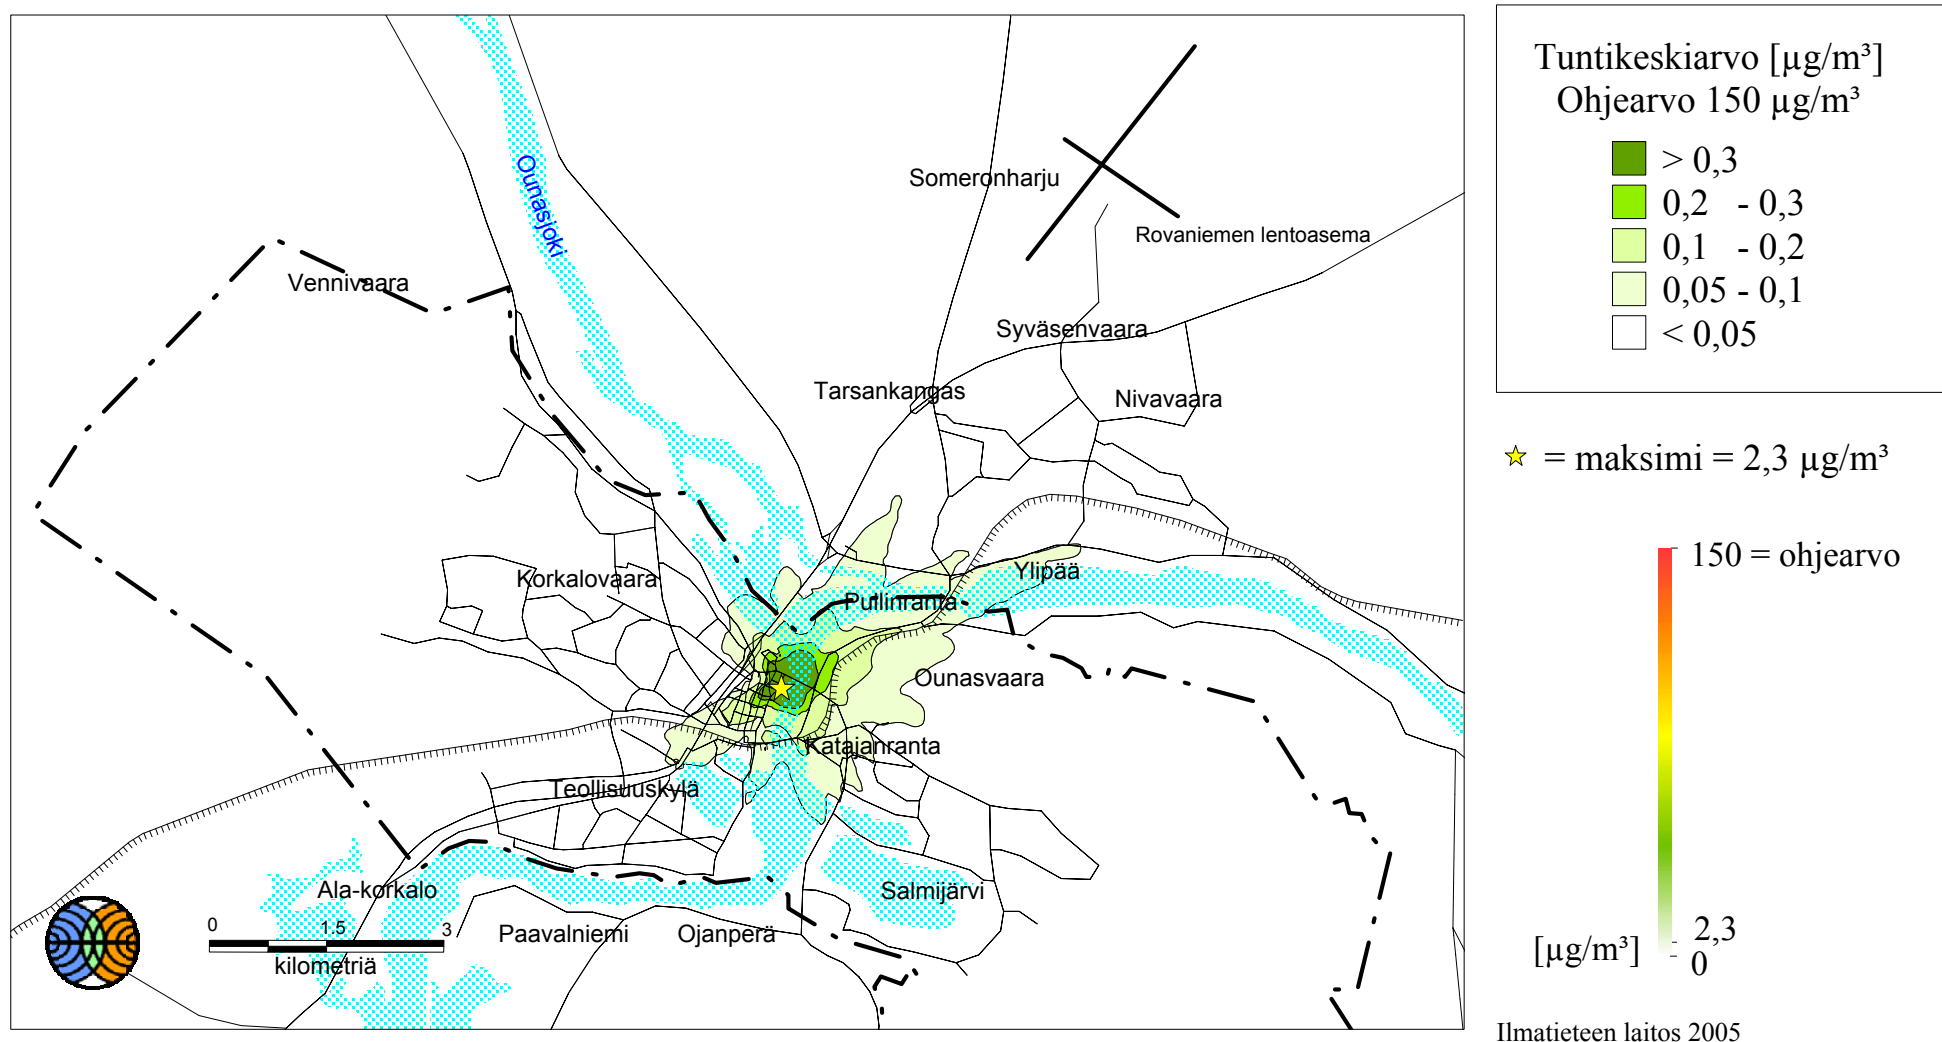 Tuntikeskiarvo [µg/m³]
Ohjearvo 150 µg/m³
> 0,3
0,2 - 0,3
0,1 - 0,2
0,05 - 0,1
< 0,05
= maksimi = 2,3 µg/m³
150 = ohjearvo
2,3
[µg/m³]
0
Ilmatieteen laitos 2005
Ounasjoki
Someronharju
Rovaniemen lentoasema
Vennivaara
Syväsenvaara
Tarsankangas
Nivavaara
Korkalovaara
Ylipää
Pullinranta
Ounasvaara
Katajanranta
Teollisuuskylä
Ala-korkalo
Salmijärvi
Paavalniemi
Ojanperä
0 1.5 3
kilometriä